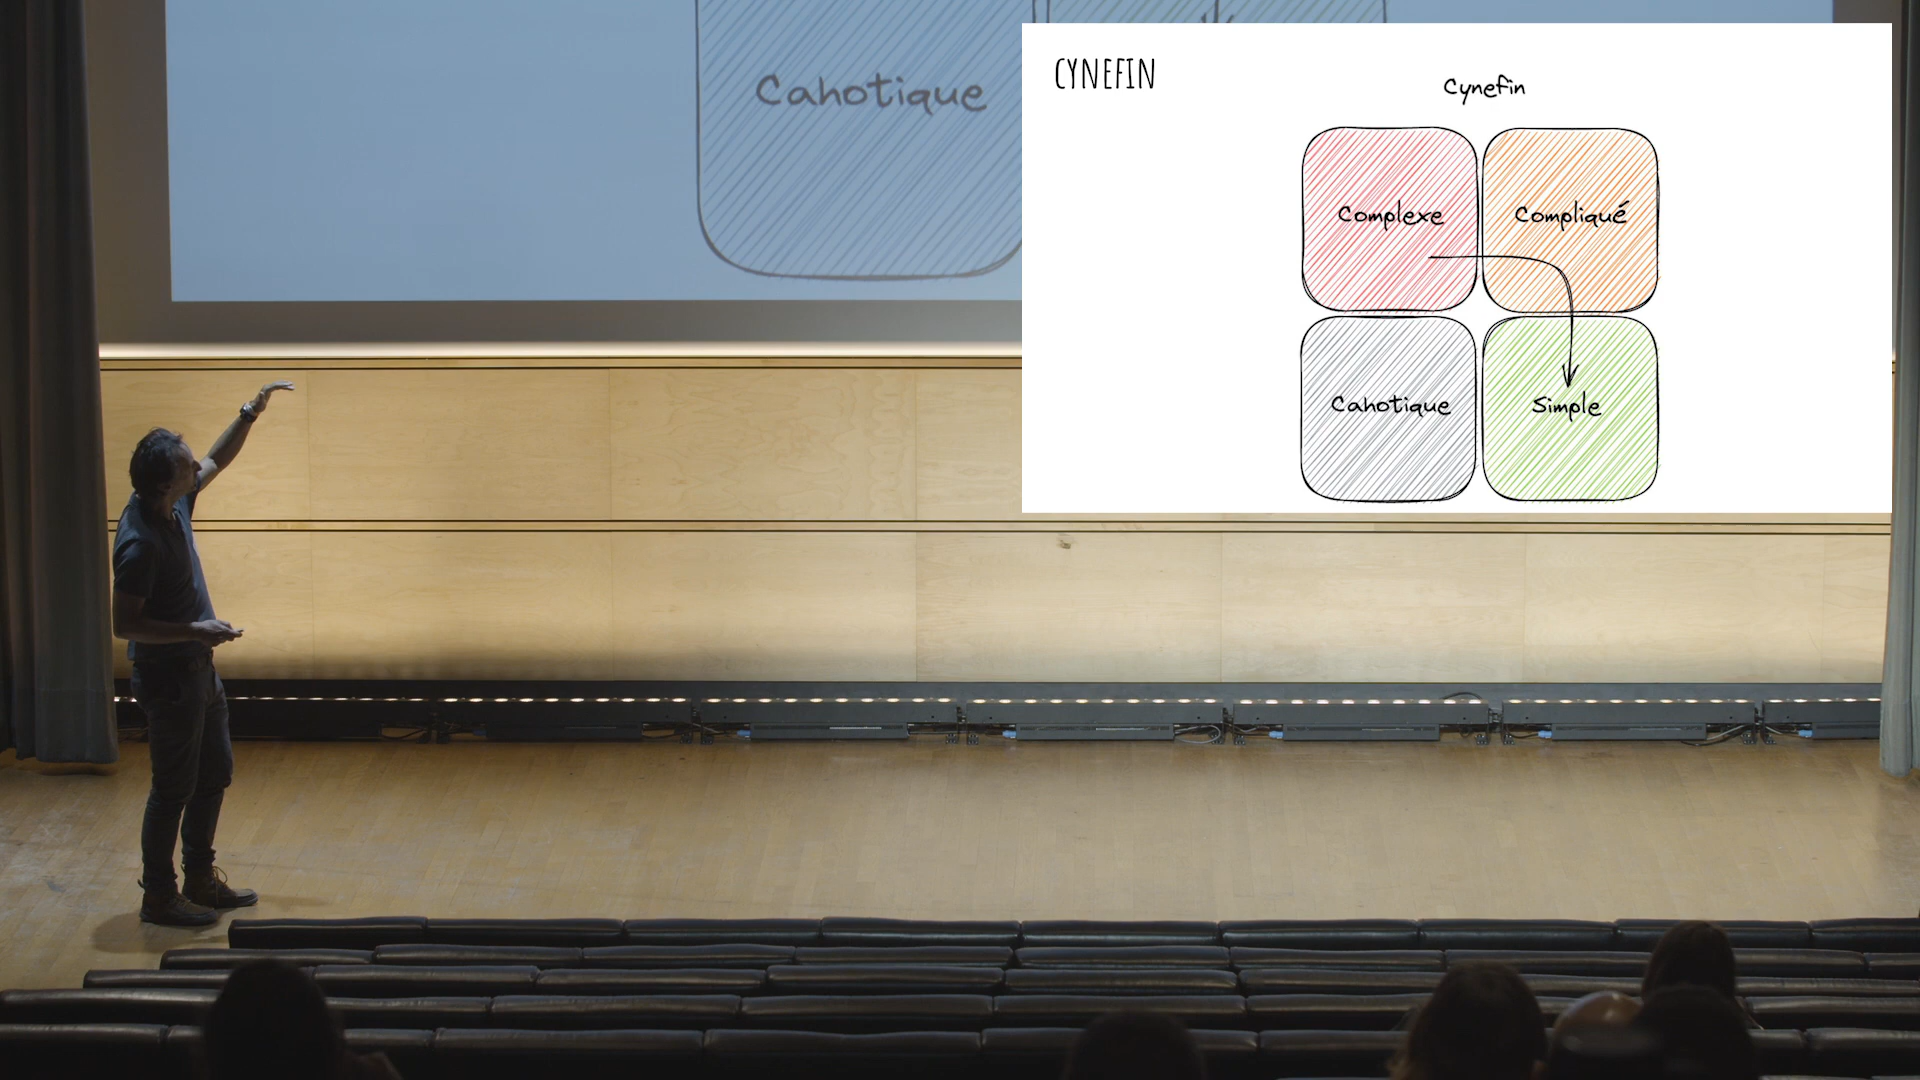 Cahotique
CYNEFIN
Cynefin
Complexe
Compliqué
Cahotique
Simple